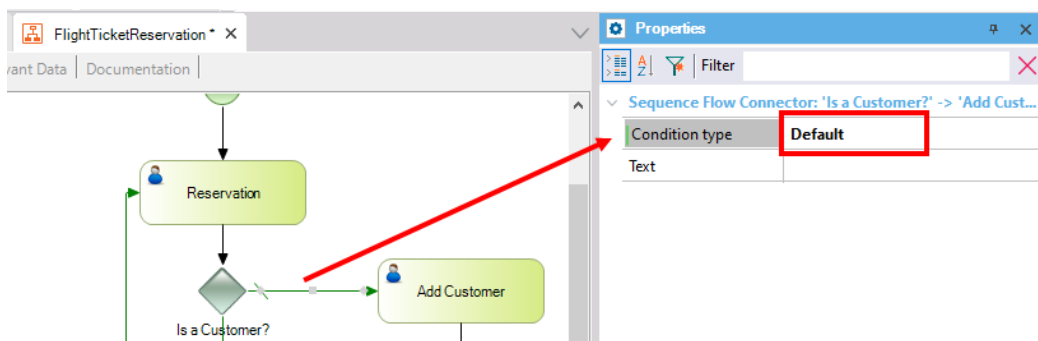 FlightTicketReservation *
vant Data Documentation
Reservation
Is a Customer?
Add Customer
Properties
Filter
Sequence Flow Connector: 'Is a Customer?' -> 'Add Cust...
Condition type Default
Text